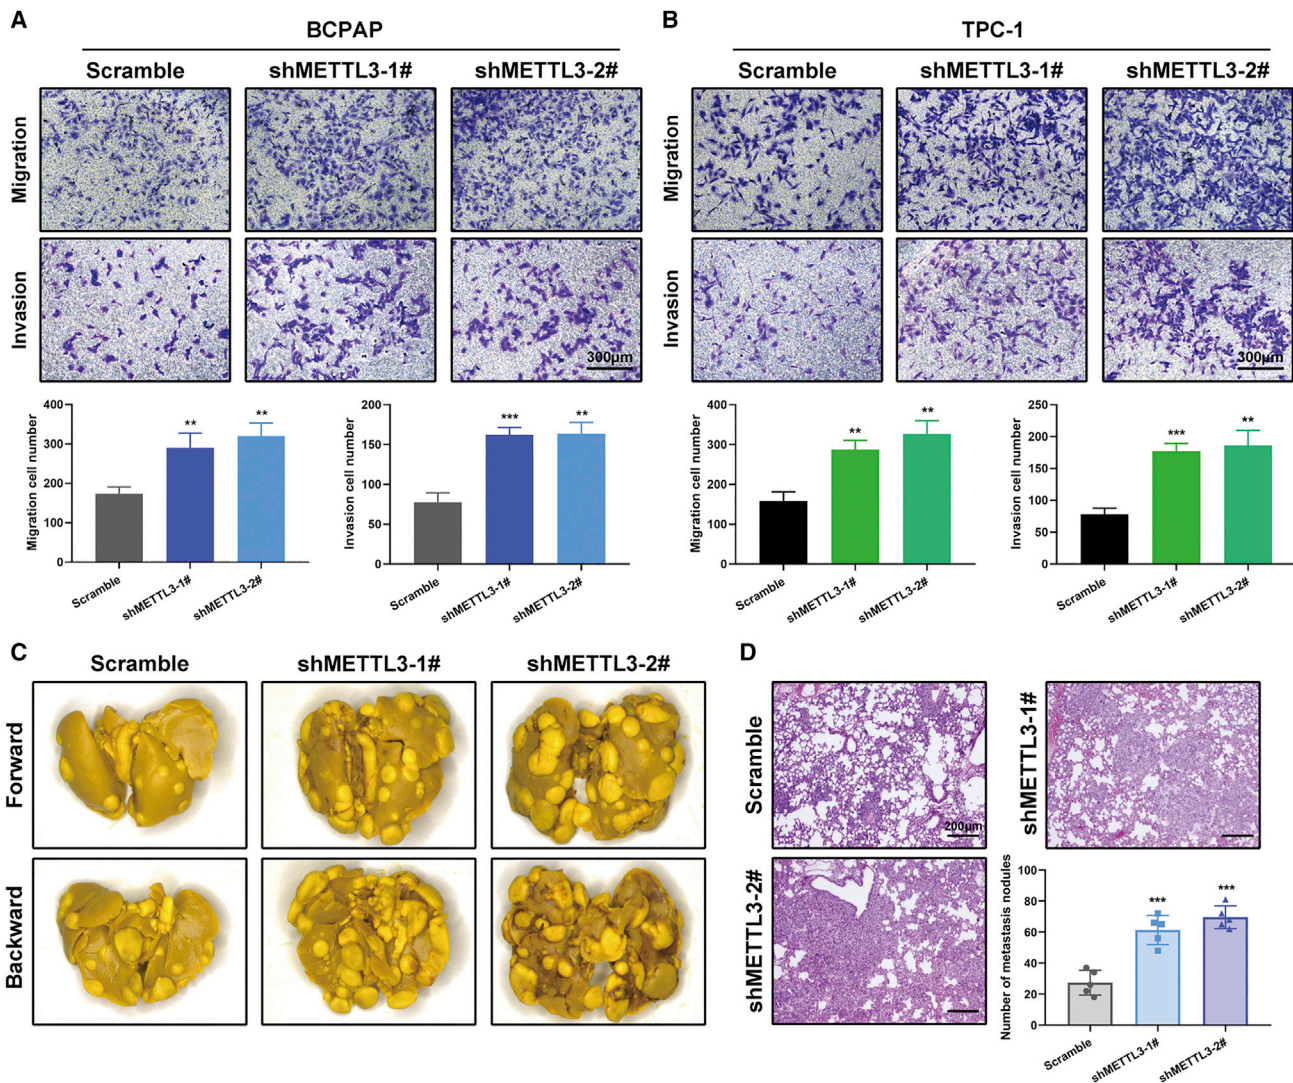 A
BCPAP
Scramble shMETTL3-1# shMETTL3-2#
Migration
Invasion
300μm
Migration cell number
400
300
200
100
0
** **
Scramble shMETTL3-1# shMETTL3-2#
Invasion cell number
200
150
100
50
0
*** **
Scramble shMETTL3-1# shMETTL3-2#
B
TPC-1
Scramble shMETTL3-1# shMETTL3-2#
Migration
Invasion
300μm
Migration cell number
400
300
200
100
0
** **
Scramble shMETTL3-1# shMETTL3-2#
Invasion cell number
250
200
150
100
50
0
*** **
Scramble shMETTL3-1# shMETTL3-2#
C
Scramble shMETTL3-1# shMETTL3-2#
Forward
Backward
D
Scramble
200μm
shMETTL3-1#
shMETTL3-2#
Number of metastasis nodules
100
80
60
40
20
0
*** ***
Scramble shMETTL3-1# shMETTL3-2#